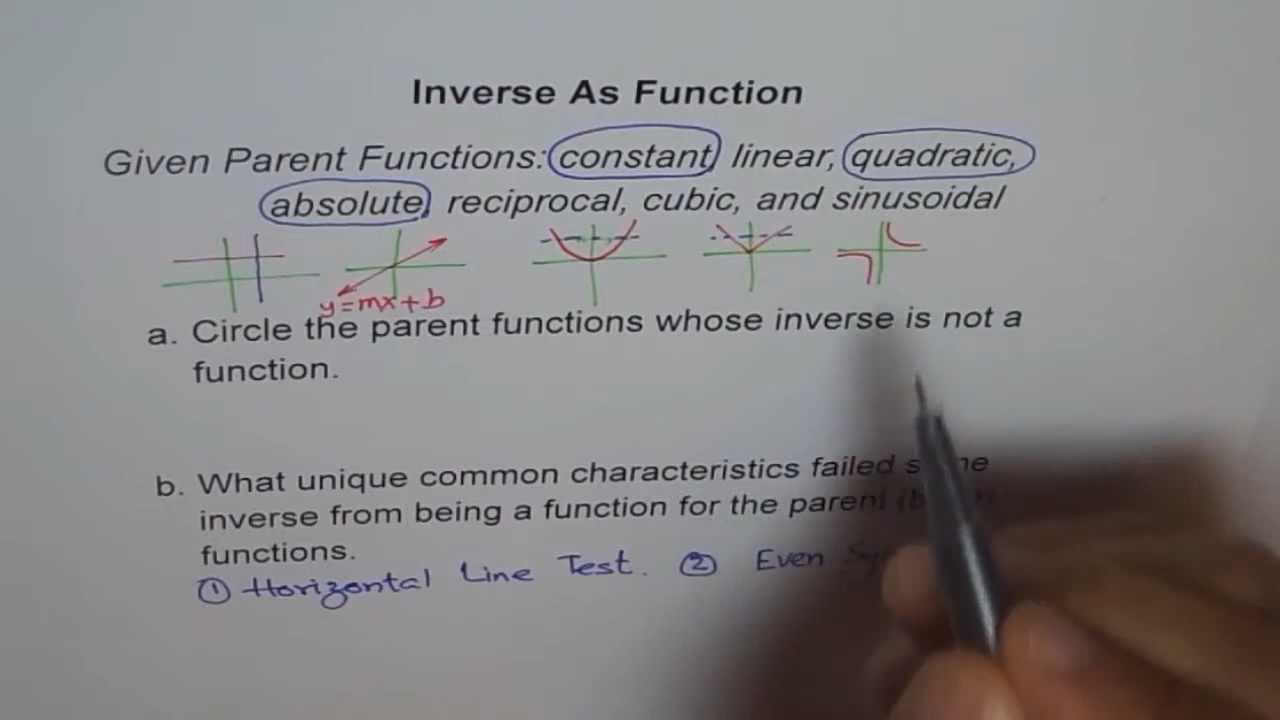 Inverse As Function
Given Parent Functions: constant, linear, quadratic,
absolute, reciprocal, cubic, and sinusoidal
y=mx+b
a. Circle the parent functions whose inverse is not a
function.
b. What unique common characteristics failed
inverse from being a function for the parent
functions.
① Horizontal Line Test. ② Even